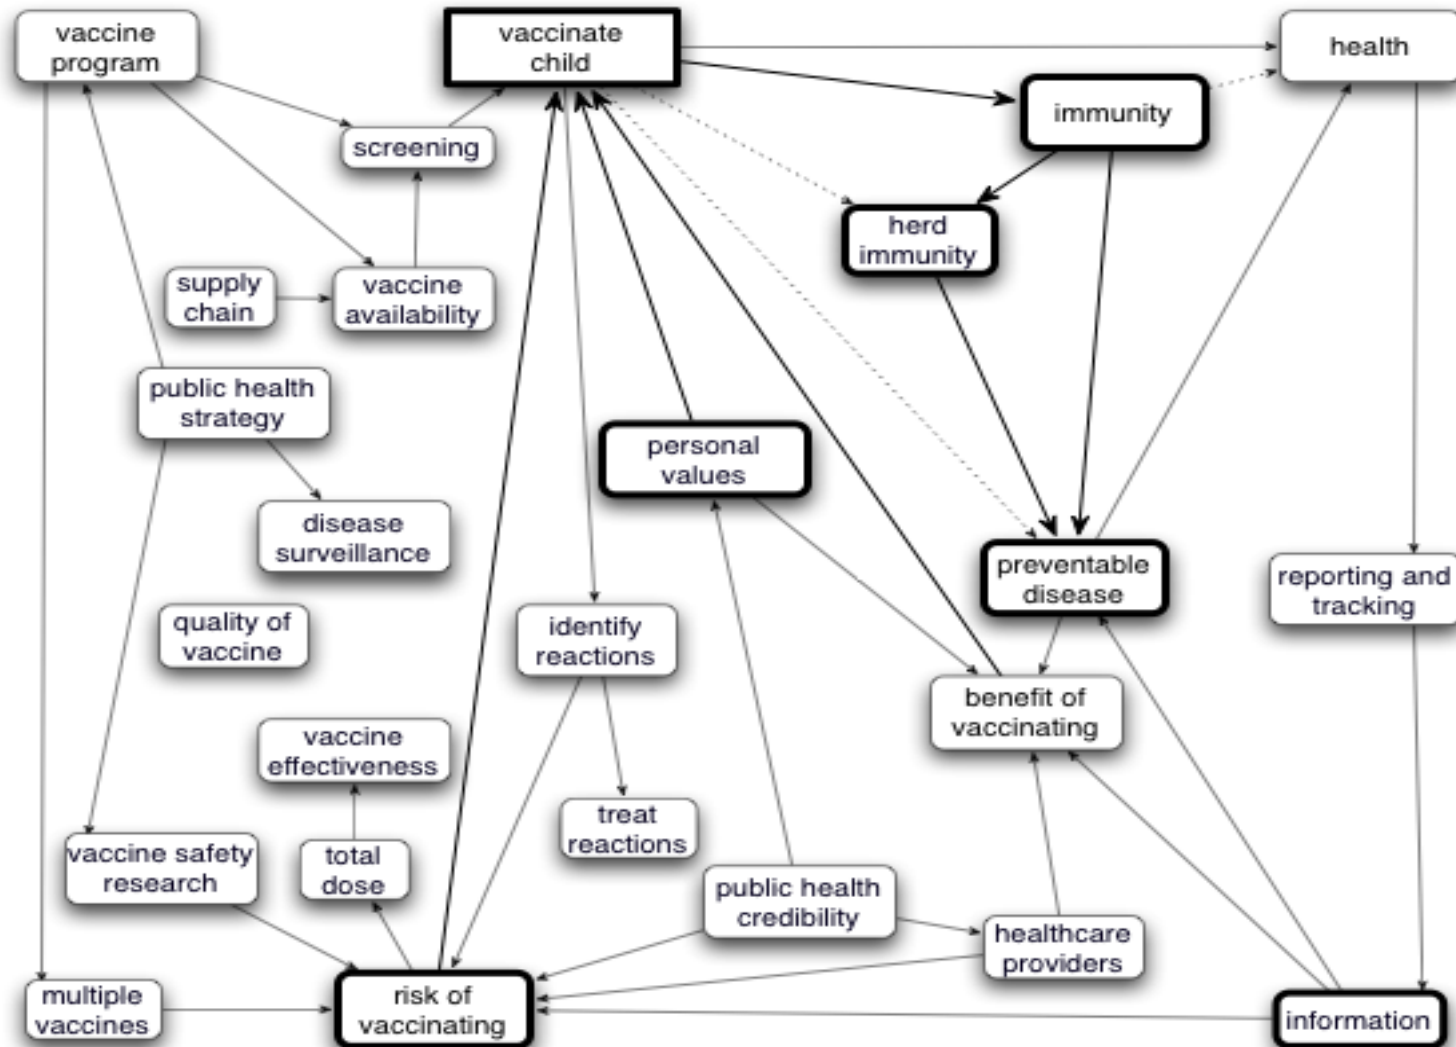 vaccine
program
vaccinate
child
health
immunity
screening
herd
immunity
supply
chain
vaccine
availability
public health
strategy
personal
values
disease
surveillance
preventable
disease
reporting and
tracking
quality of
vaccine
identify
reactions
benefit of
vaccinating
vaccine
effectiveness
treat
reactions
vaccine safety
research
total
dose
public health
credibility
healthcare
providers
multiple
vaccines
risk of
vaccinating
information